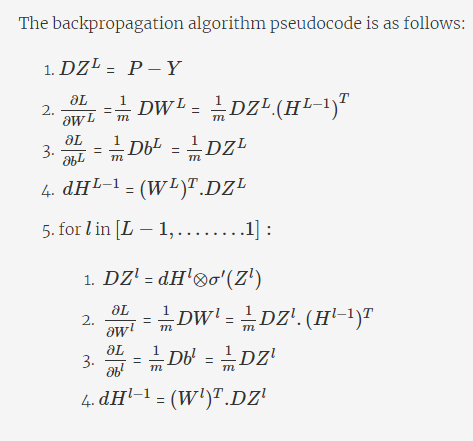 The backpropagation algorithm pseudocode is as follows:
1. DZ^L = P − Y
2. ∂L/∂W^L = 1/m DW^L = 1/m DZ^L.(H^{L−1})^T
3. ∂L/∂b^L = 1/m Db^L = 1/m DZ^L
4. dH^{L−1} = (W^L)^T.DZ^L
5. for l in [L − 1, ........1] :
1. DZ^l = dH^l⊗σ′(Z^l)
2. ∂L/∂W^l = 1/m DW^l = 1/m DZ^l.(H^{l−1})^T
3. ∂L/∂b^l = 1/m Db^l = 1/m DZ^l
4. dH^{l−1} = (W^l)^T.DZ^l